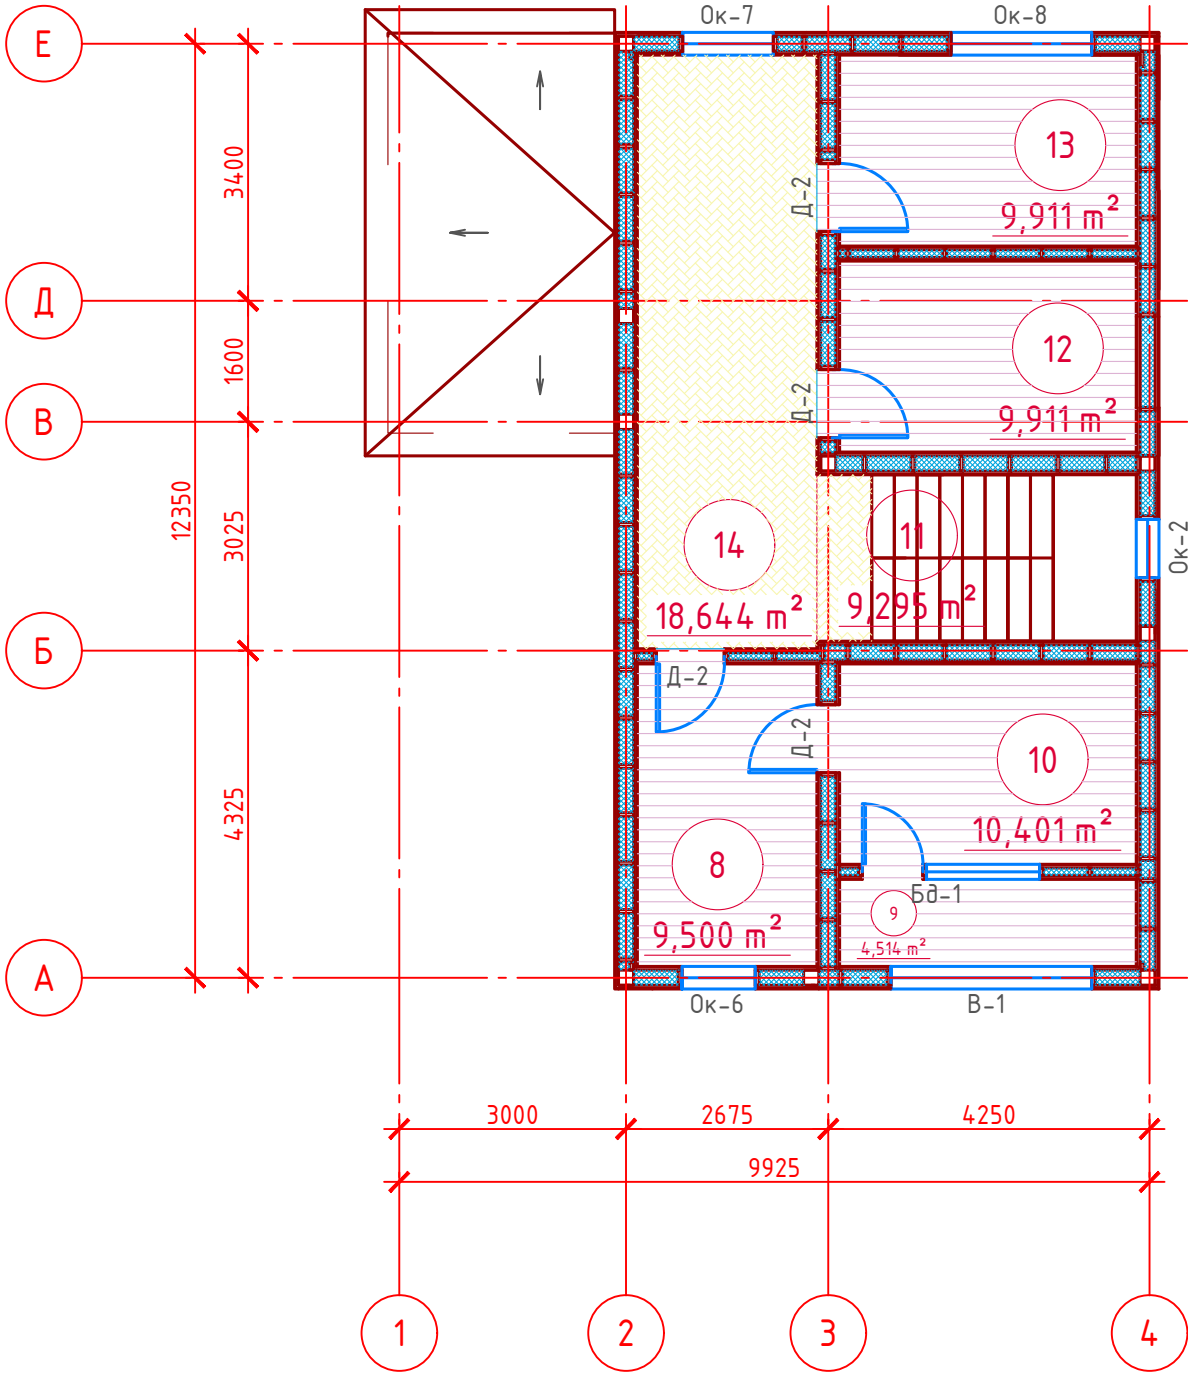 Ок-7
Ок-8
Е
13
3400
Д-2
9,911 m²
Д
12
1600
Д-2
9,911 m²
В
12350
3025
14
11
Ок-2
18,644 m²
9,295 m²
Б
Д-2
Д-2
10
4325
10,401 m²
8
Бд-1
9
9,500 m²
4,514 m²
А
Ок-6
В-1
3000
2675
4250
9925
1
2
3
4